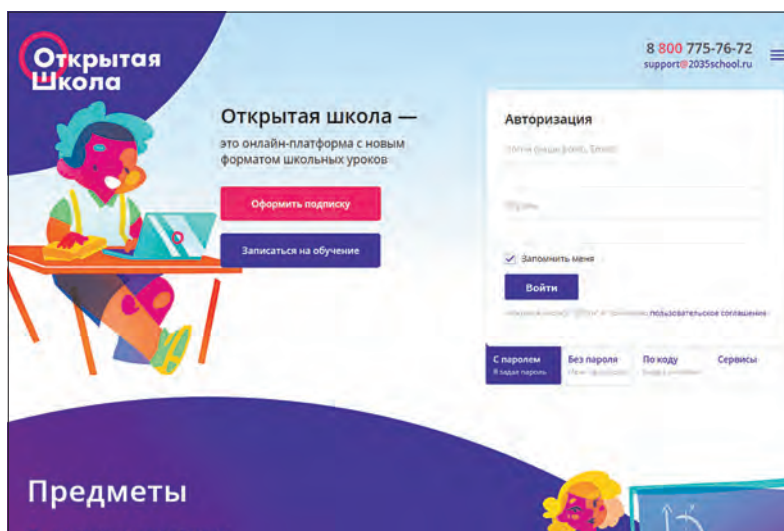 Открытая
Школа
8 800 775-76-72
support@2035school.ru
Открытая школа —
это онлайн-платформа с новым
форматом школьных уроков
Оформить подписку
Записаться на обучение
Авторизация
Запомнить меня
Войти
пользовательское соглашение
С паролем
Без пароля
По коду
Сервисы
Я задал пароль
Предметы